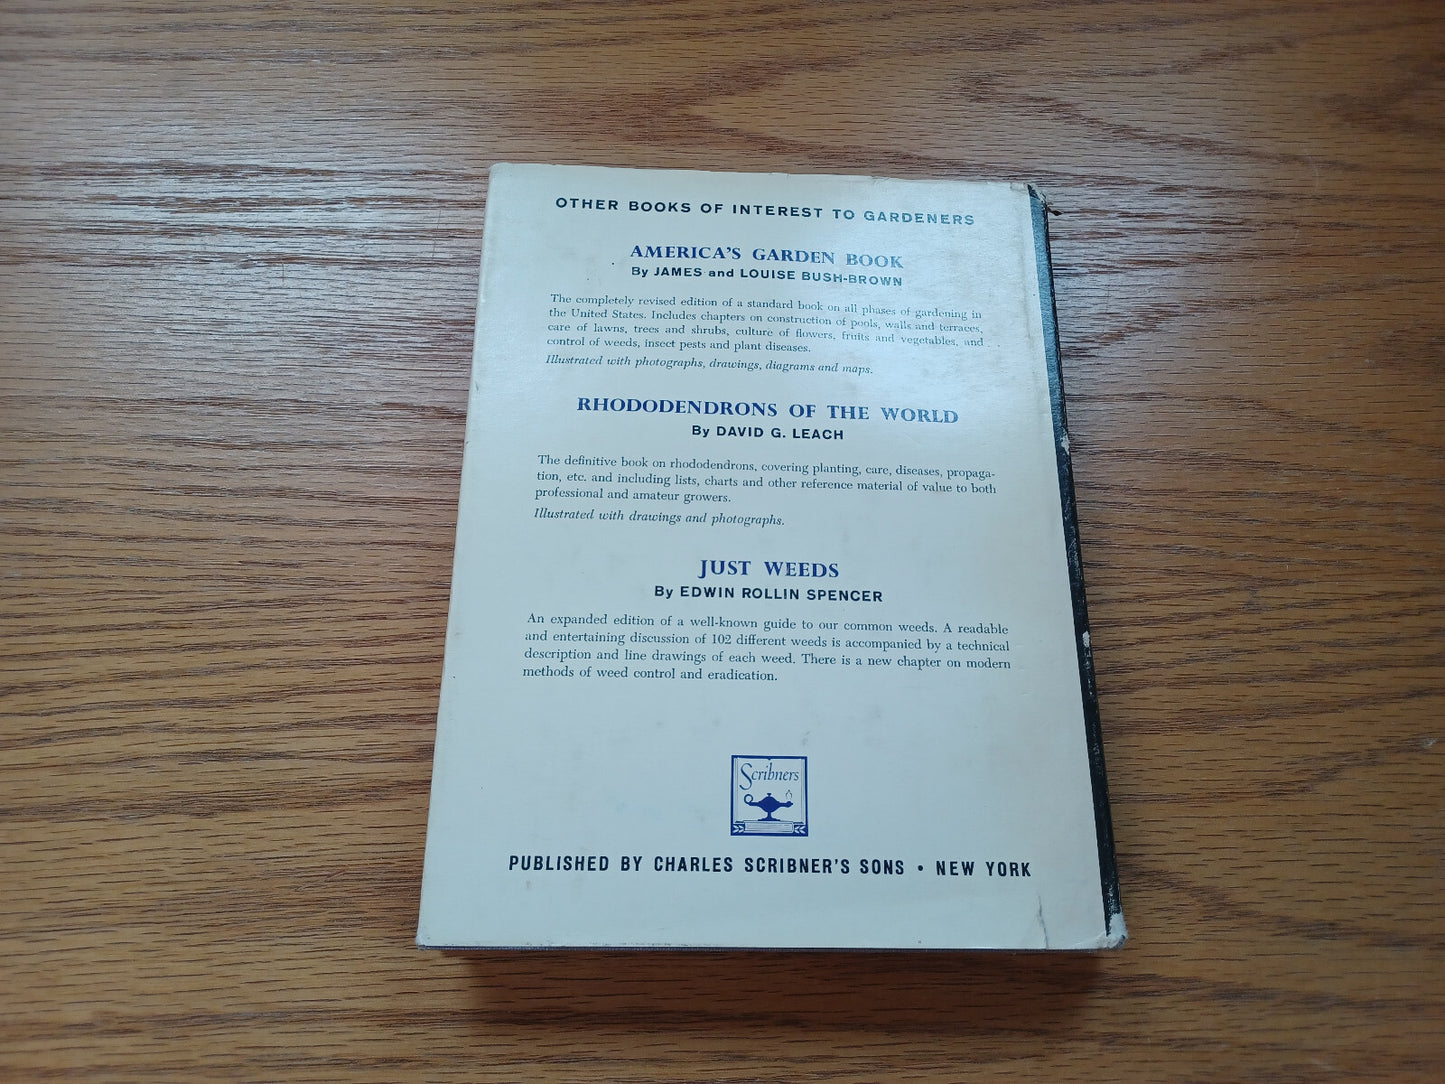 OTHER BOOKS OF INTEREST TO GARDENERS
AMERICA'S GARDEN BOOK
By JAMES and LOUISE BUSH-BROWN
The completely revised edition of a standard book on all phases of gardening in
the United States. Includes chapters on construction of pools, walls and terraces,
care of lawns, trees and shrubs, culture of flowers, fruits and vegetables, and
control of weeds, insect pests and plant diseases.
Illustrated with photographs, drawings, diagrams and maps.
RHODODENDRONS OF THE WORLD
By DAVID G. LEACH
The definitive book on rhododendrons, covering planting, care, diseases, propaga-
tion, etc. and including lists, charts and other reference material of value to both
professional and amateur growers.
Illustrated with drawings and photographs.
JUST WEEDS
By EDWIN ROLLIN SPENCER
An expanded edition of a well-known guide to our common weeds. A readable
and entertaining discussion of 102 different weeds is accompanied by a technical
description and line drawings of each weed. There is a new chapter on modern
methods of weed control and eradication.
Scribners
PUBLISHED BY CHARLES SCRIBNER'S SONS • NEW YORK